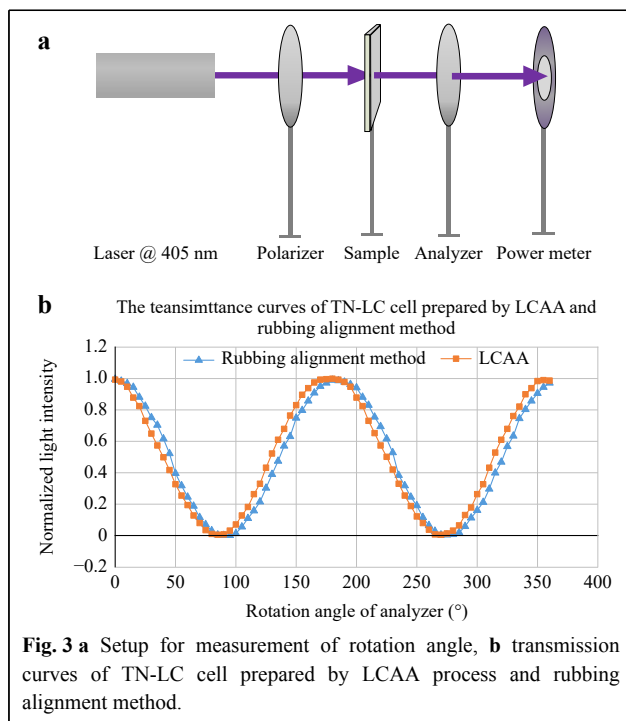 a
Laser @ 405 nm Polarizer Sample Analyzer Power meter
b
The teansimttance curves of TN-LC cell prepared by LCAA and
rubbing alignment method
1.2
1.0
0.8
0.6
0.4
0.2
0
−0.2
Normalized light intensity
Rubbing alignment method LCAA
0 50 100 150 200 250 300 350 400
Rotation angle of analyzer (°)
Fig. 3 a Setup for measurement of rotation angle, b transmission
curves of TN-LC cell prepared by LCAA process and rubbing
alignment method.